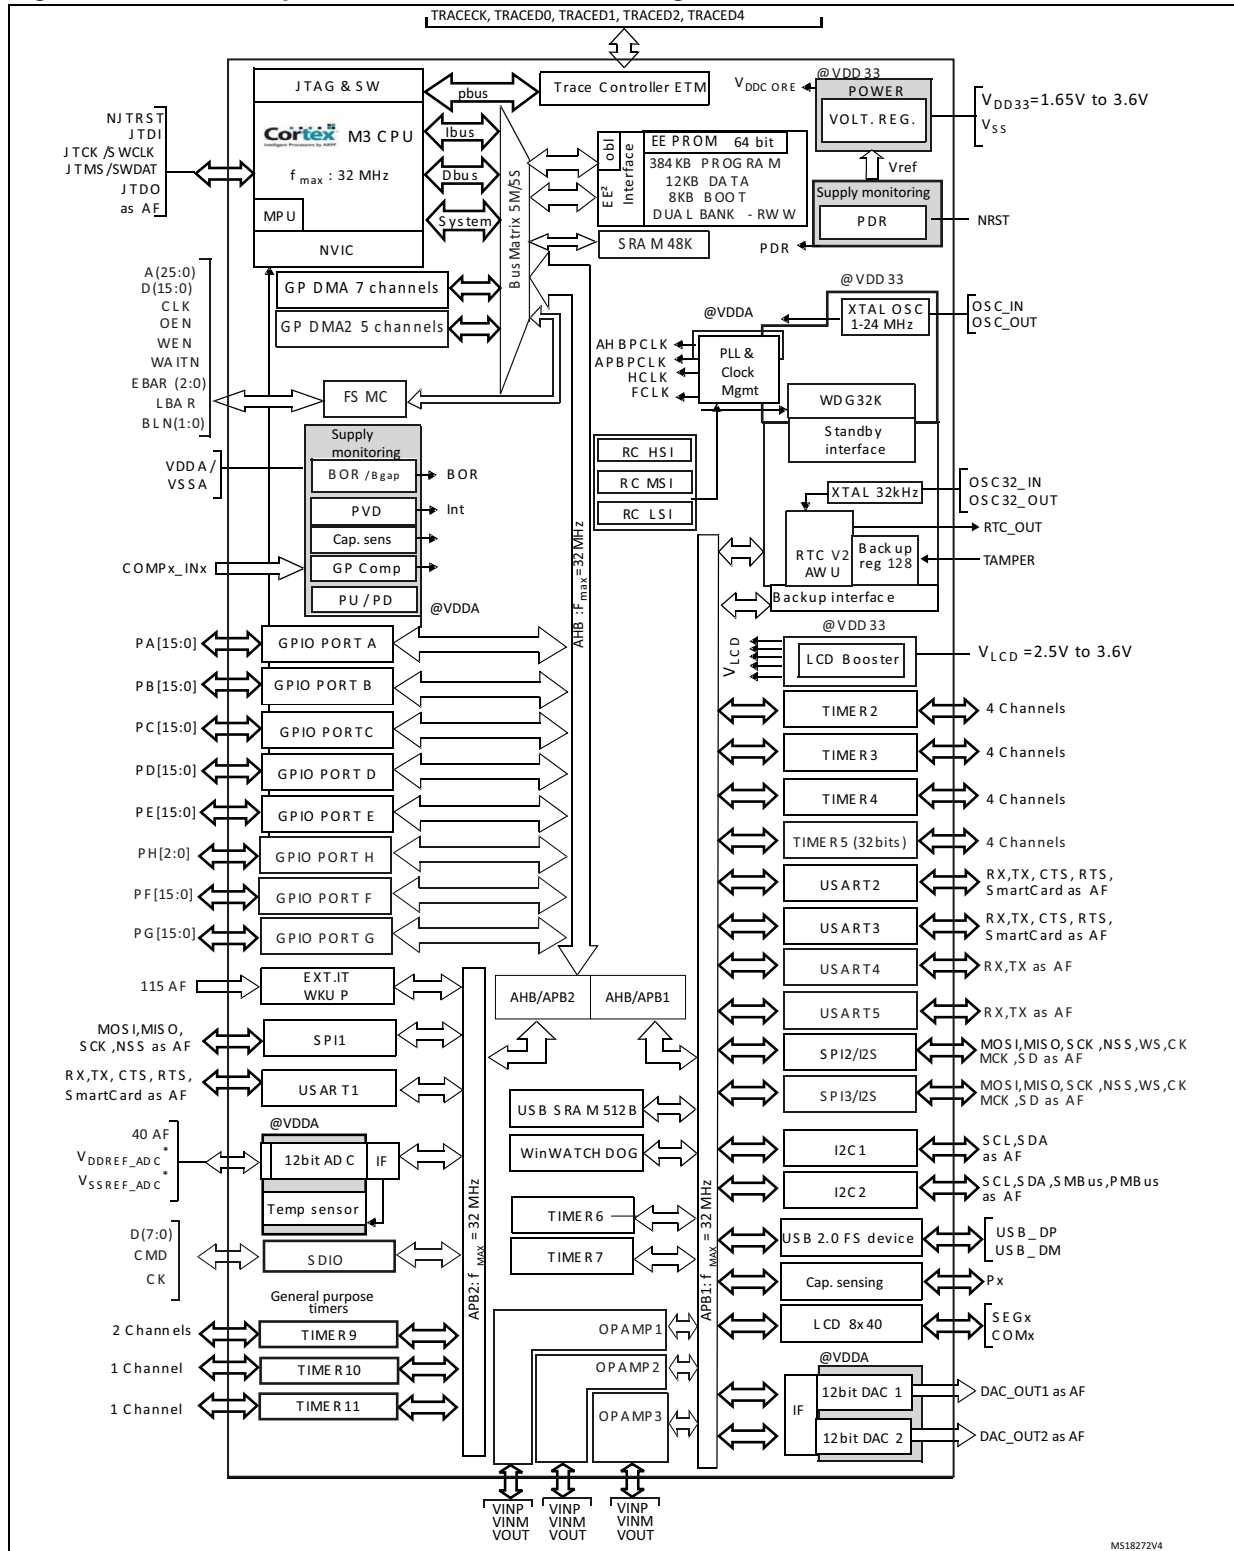 TRACECK, TRACED0, TRACED1, TRACED2, TRACED4
JTAG & SW
pbus
Trace Controller ETM
VDDCORE
@VDD33
POWER
VOLT. REG.
VDD33=1.65V to 3.6V
VSS
NJTRST
JTDI
JTCK /SWCLK
JTMS /SWDAT
JTDO
as AF
Cortex
Intelligent Processors by ARM®
M3 CPU
fmax : 32 MHz
MPU
NVIC
Ibus
Dbus
System
Bus Matrix 5M/5S
obl
EE² Interface
EEPROM 64 bit
384KB PROGRAM
12KB DATA
8KB BOOT
DUAL BANK - RWW
SRAM 48K
Vref
Supply monitoring
PDR
NRST
PDR
A(25:0)
D(15:0)
CLK
OEN
WEN
WAITN
EBAR (2:0)
LBAR
BLN(1:0)
GP DMA 7 channels
GP DMA2 5 channels
FSMC
@VDD33
@VDDA
XTAL OSC
1-24 MHz
OSC_IN
OSC_OUT
AHBPCLK
APBPCLK
HCLK
FCLK
PLL &
Clock
Mgmt
WDG32K
Standby
interface
VDDA/
VSSA
Supply
monitoring
BOR /Bgap
BOR
PVD
Int
Cap. sens
GP Comp
PU / PD
COMPx_INx
@VDDA
RC HSI
RC MSI
RC LSI
XTAL 32kHz
OSC32_IN
OSC32_OUT
RTC V2
AWU
Backup
reg 128
RTC_OUT
TAMPER
Backup interface
AHB :Fmax=32 MHz
PA[15:0]
GPIO PORT A
PB[15:0]
GPIO PORT B
PC[15:0]
GPIO PORTC
PD[15:0]
GPIO PORT D
PE[15:0]
GPIO PORT E
PH[2:0]
GPIO PORT H
PF[15:0]
GPIO PORT F
PG[15:0]
GPIO PORT G
@VDD33
VLCD
LCD Booster
VLCD =2.5V to 3.6V
TIMER2
4 Channels
TIMER3
4 Channels
TIMER4
4 Channels
TIMER5 (32bits)
4 Channels
USART2
RX,TX, CTS, RTS,
SmartCard as AF
USART3
RX,TX, CTS, RTS,
SmartCard as AF
USART4
RX,TX as AF
USART5
RX,TX as AF
SPI2/I2S
MOSI,MISO,SCK,NSS,WS,CK
MCK,SD as AF
SPI3/I2S
MOSI,MISO,SCK,NSS,WS,CK
MCK,SD as AF
I2C1
SCL,SDA
as AF
I2C2
SCL,SDA,SMBus,PMBus
as AF
USB 2.0 FS device
USB_DP
USB_DM
Cap. sensing
Px
LCD 8x40
SEGx
COMx
@VDDA
IF
12bit DAC 1
DAC_OUT1 as AF
12bit DAC 2
DAC_OUT2 as AF
115 AF
EXT.IT
WKUP
AHB/APB2
AHB/APB1
MOSI,MISO,
SCK,NSS as AF
SPI1
RX,TX, CTS, RTS,
SmartCard as AF
USART1
40 AF
VDDREF_ADC*
VSSREF_ADC*
@VDDA
12bit ADC
IF
Temp sensor
D(7:0)
CMD
CK
SDIO
General purpose
timers
2 Channels
TIMER9
1 Channel
TIMER10
1 Channel
TIMER11
APB2: fMAX = 32 MHz
USB SRAM 512B
WinWATCHDOG
TIMER6
TIMER7
APB1: fMAX = 32 MHz
OPAMP1
OPAMP2
OPAMP3
VINP
VINM
VOUT
VINP
VINM
VOUT
VINP
VINM
VOUT
MS18272V4